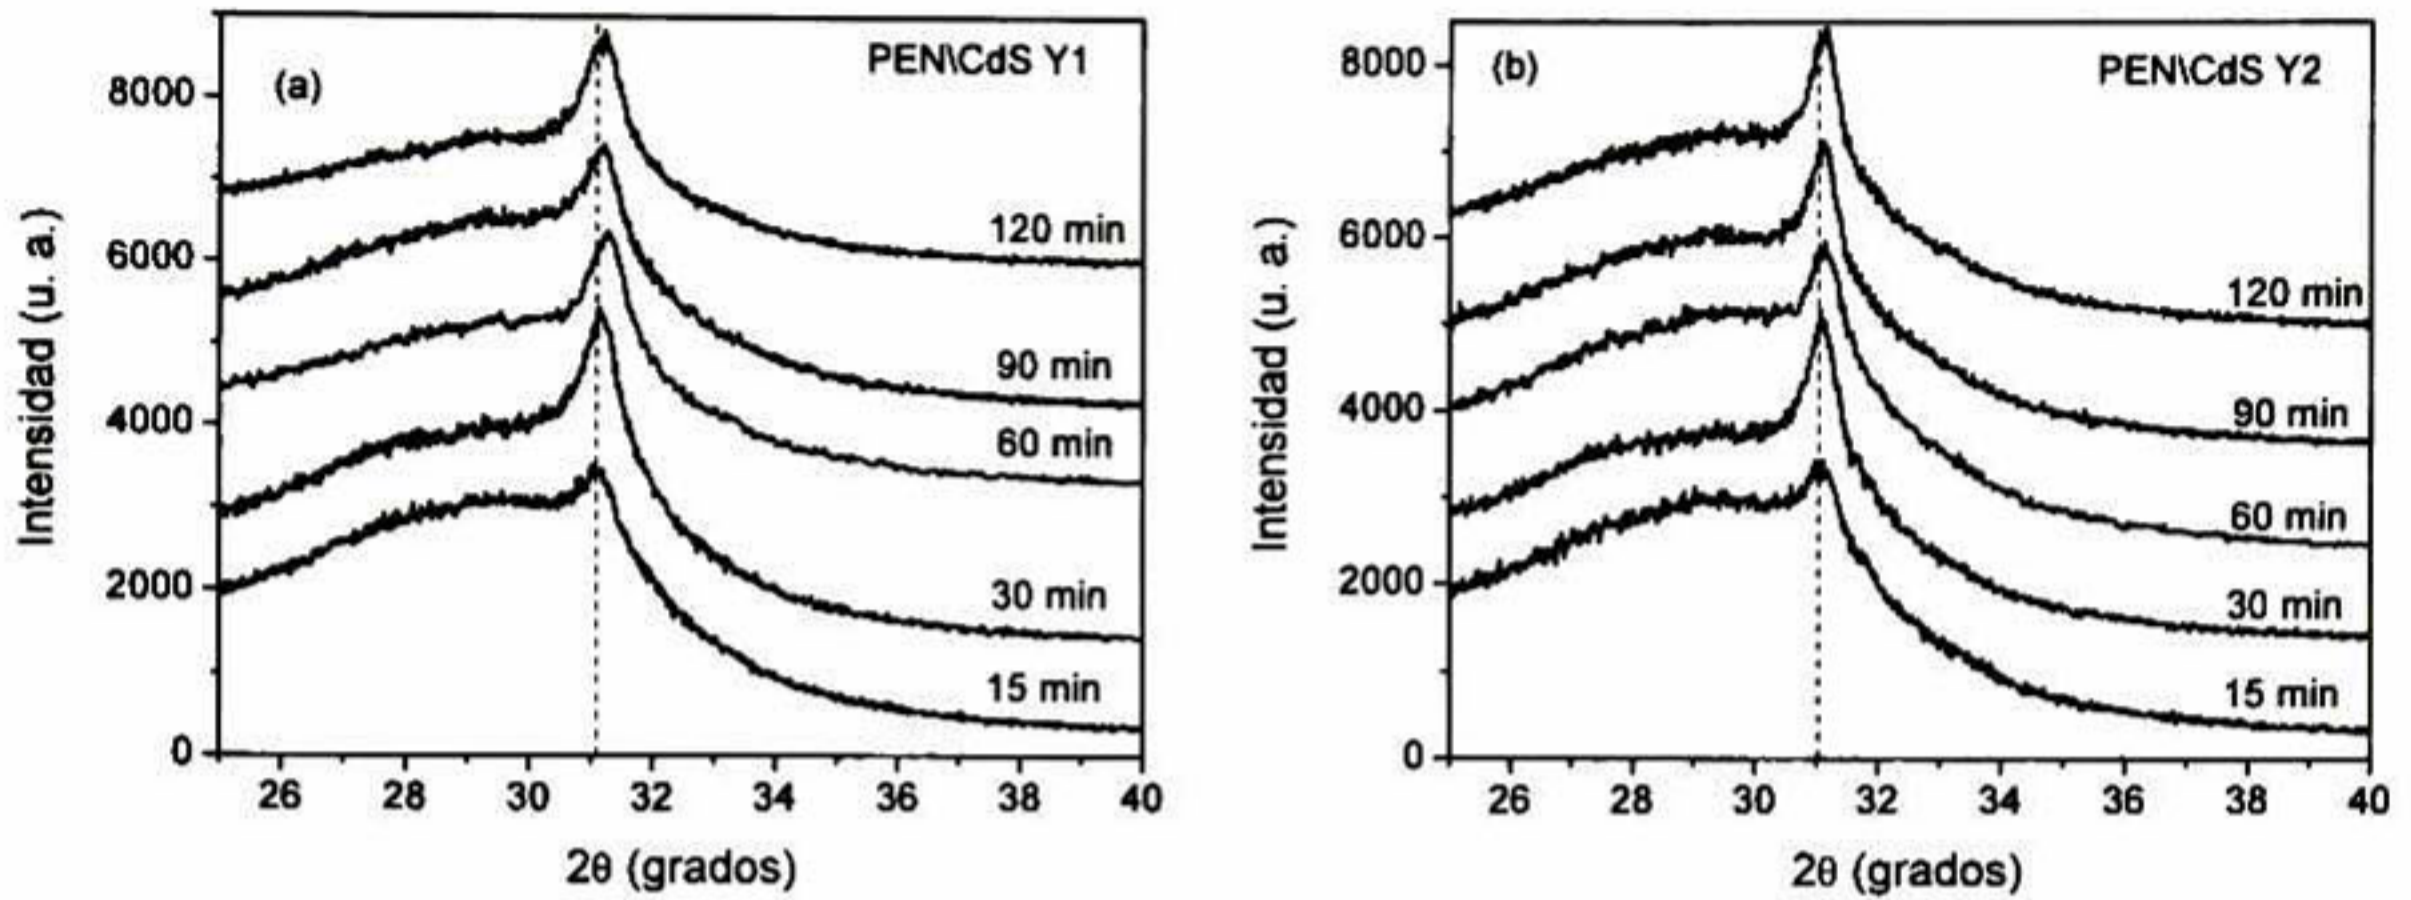 (a)
PEN\CdS Y1
8000
6000
4000
2000
0
120 min
90 min
60 min
30 min
15 min
26 28 30 32 34 36 38 40
2θ (grados)
Intensidad (u. a.)
(b)
PEN\CdS Y2
8000
6000
4000
2000
0
120 min
90 min
60 min
30 min
15 min
26 28 30 32 34 36 38 40
2θ (grados)
Intensidad (u. a.)